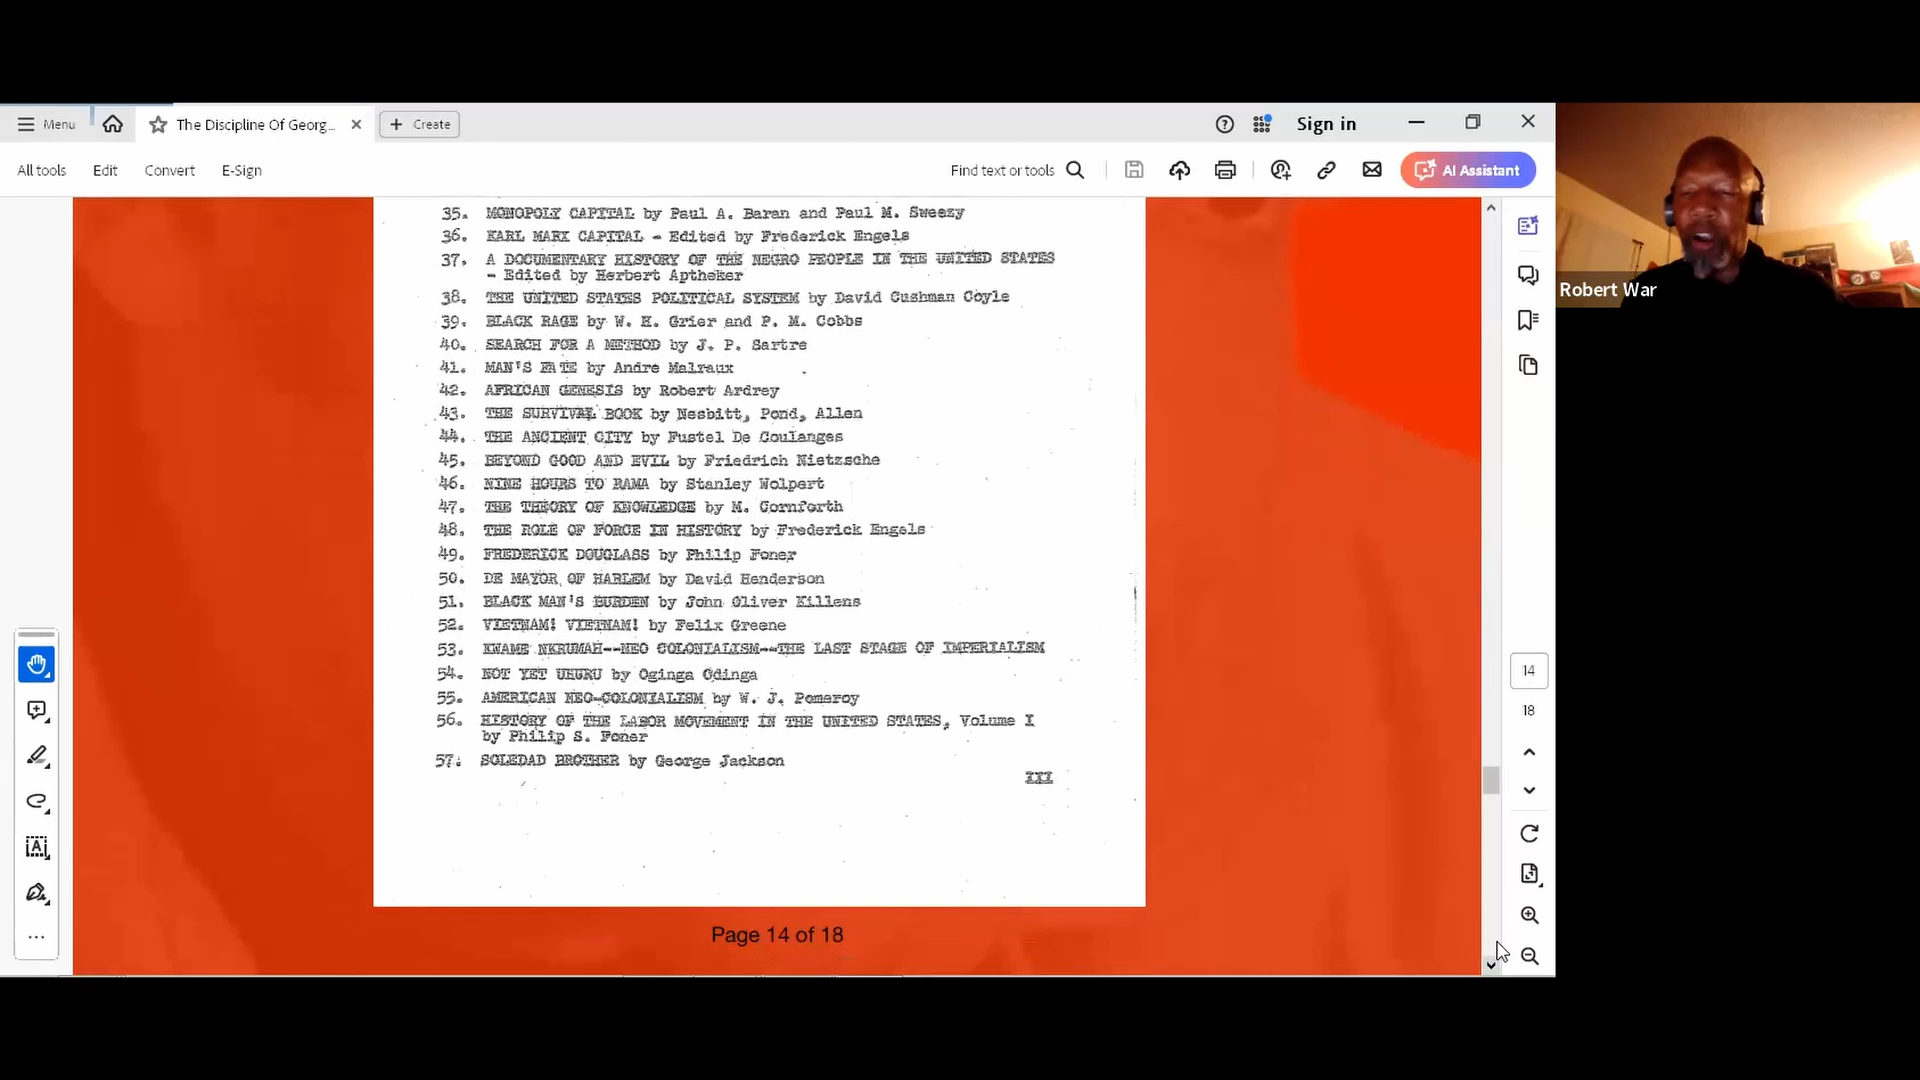 Menu
The Discipline Of Georg...
Create
Sign in
All tools
Edit
Convert
E-Sign
Find text or tools
AI Assistant
35. MONOPOLY CAPITAL by Paul A. Baran and Paul M. Sweezy
36. KARL MARX CAPITAL - Edited by Frederick Engels
37. A DOCUMENTARY HISTORY OF THE NEGRO PEOPLE IN THE UNITED STATES
- Edited by Herbert Aptheker
38. THE UNITED STATES POLITICAL SYSTEM by David Cushman Coyle
39. BLACK RAGE by W. H. Grier and P. M. Cobbs
40. SEARCH FOR A METHOD by J. P. Sartre
41. MAN'S FATE by Andre Malraux
42. AFRICAN GENESIS by Robert Ardrey
43. THE SURVIVAL BOOK by Nesbitt, Pond, Allen
44. THE ANCIENT CITY by Fustel De Coulanges
45. BEYOND GOOD AND EVIL by Friedrich Nietzsche
46. NINE HOURS TO RAMA by Stanley Wolpert
47. THE THEORY OF KNOWLEDGE by M. Cornforth
48. THE ROLE OF FORCE IN HISTORY by Frederick Engels
49. FREDERICK DOUGLASS by Philip Foner
50. DE MAYOR OF HARLEM by David Henderson
51. BLACK MAN'S BURDEN by John Oliver Killens
52. VIETNAM! VIETNAM! by Felix Greene
53. KWAME NKRUMAH--NEO COLONIALISM--THE LAST STAGE OF IMPERIALISM
54. NOT YET UHURU by Oginga Odinga
55. AMERICAN NEO-COLONIALISM by W. J. Pomeroy
56. HISTORY OF THE LABOR MOVEMENT IN THE UNITED STATES, Volume I
by Philip S. Foner
57. SOLEDAD BROTHER by George Jackson
III
Page 14 of 18
14
18
Robert War